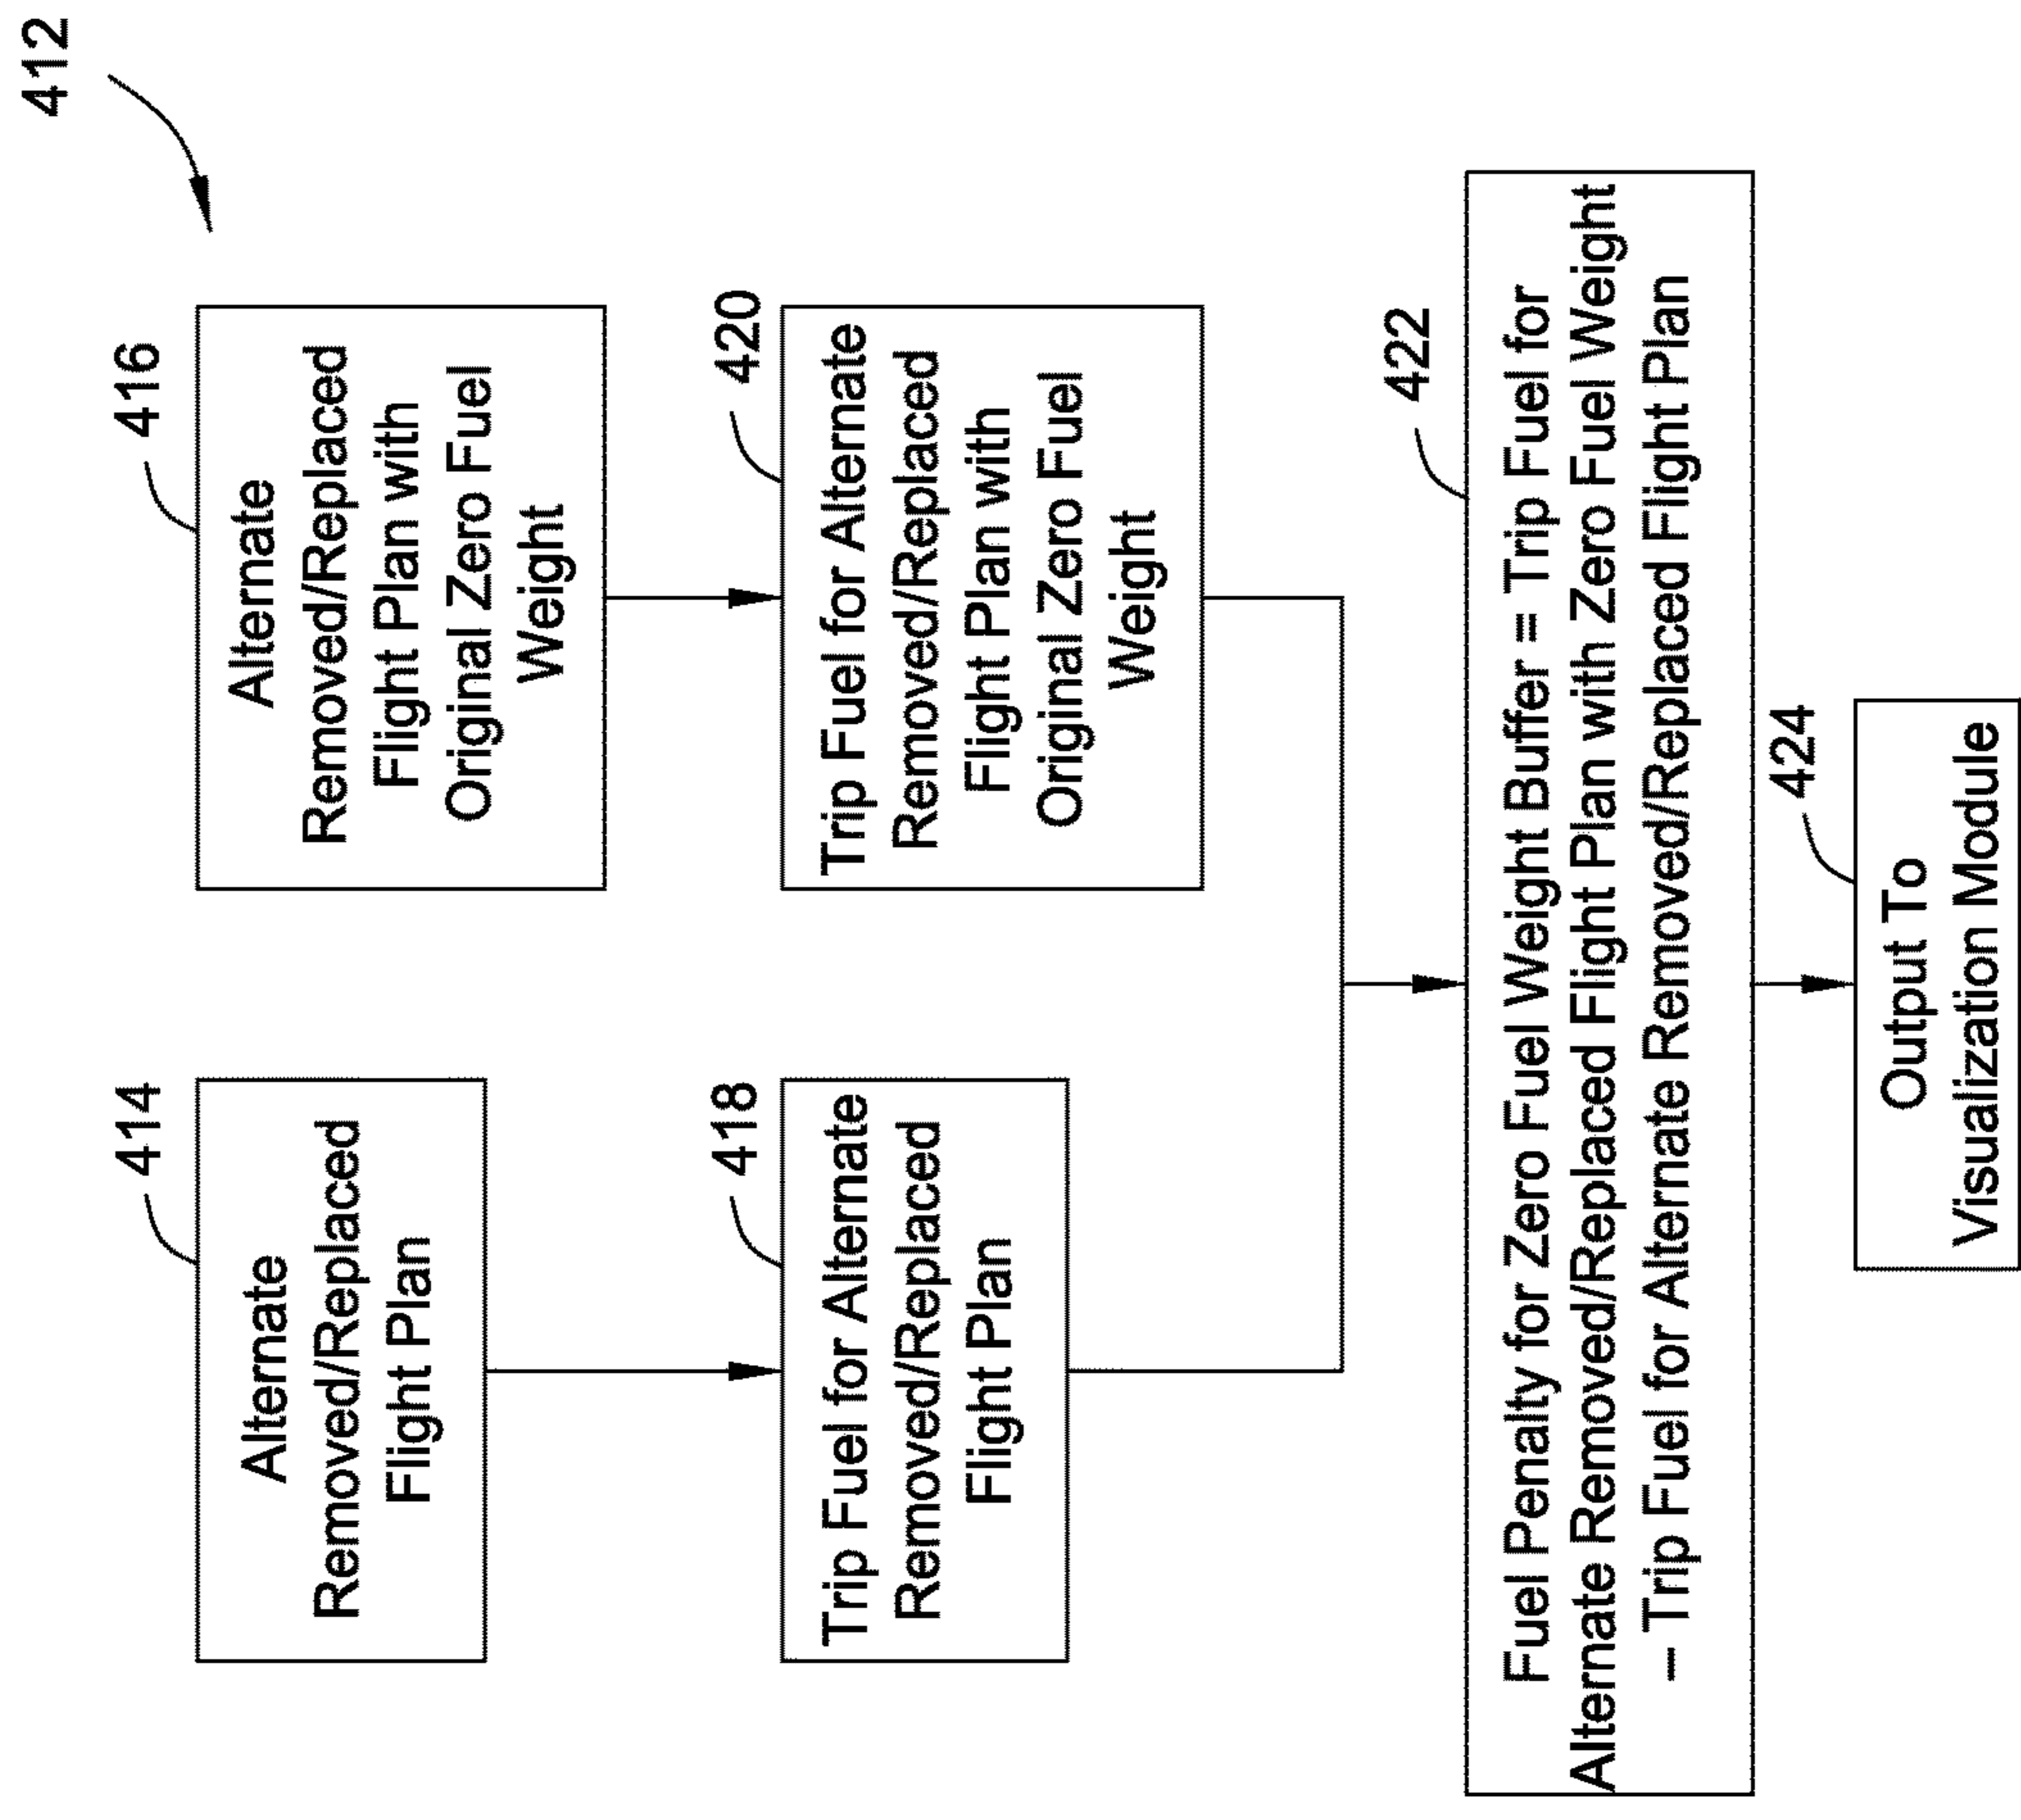 412
414
Alternate
Removed/Replaced
Flight Plan
416
Alternate
Removed/Replaced
Flight Plan with
Original Zero Fuel
Weight
418
Trip Fuel for Alternate
Removed/Replaced
Flight Plan
420
Trip Fuel for Alternate
Removed/Replaced
Flight Plan with
Original Zero Fuel
Weight
422
Fuel Penalty for Zero Fuel Weight Buffer = Trip Fuel for
Alternate Removed/Replaced Flight Plan with Zero Fuel Weight
– Trip Fuel for Alternate Removed/Replaced Flight Plan
424
Output To
Visualization Module